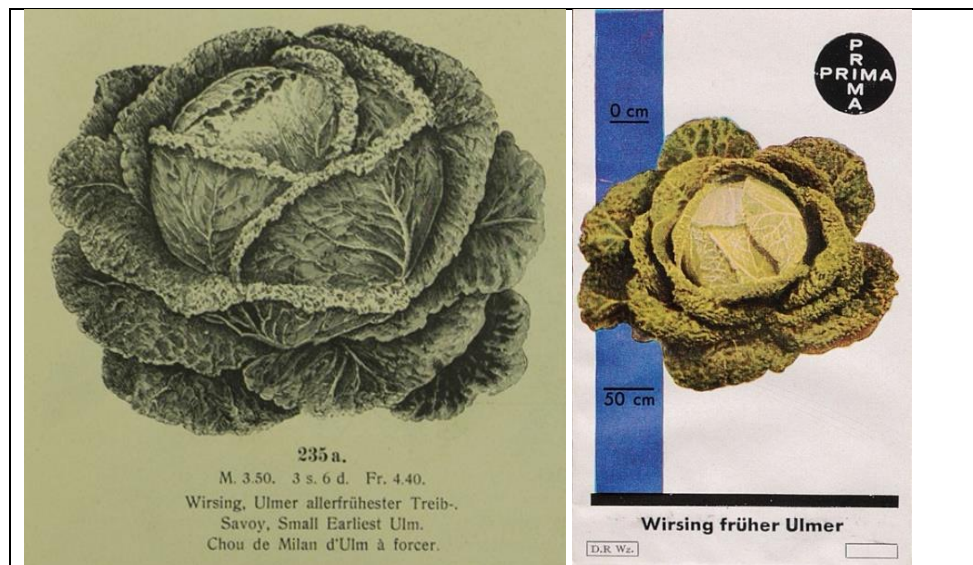 235 a.
M. 3.50. 3 s. 6 d. Fr. 4.40.
Wirsing, Ulmer allerfrühester Treib-.
Savoy, Small Earliest Ulm.
Chou de Milan d'Ulm à forcer.
PRIMA
PRIMA
0 cm
50 cm
Wirsing früher Ulmer
D.R Wz.